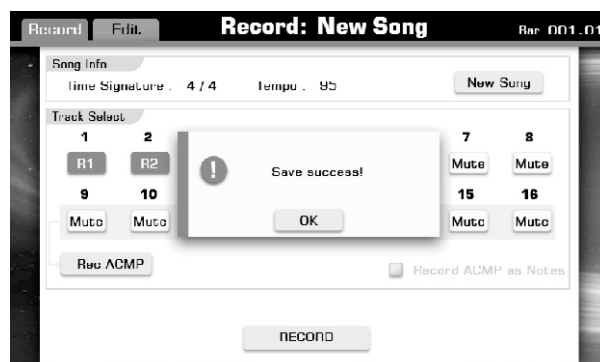 Record Edit. Record: New Song Bar 001.01
Song Info
Time Signature : 4 / 4 Tempo : 95 New Song
Track Select
1 2 7 8
R1 R2 Mute Mute
! Save success!
9 10 15 16
Mute Mute OK Mute Mute
Rec ACMP Record ACMP as Notes
RECORD